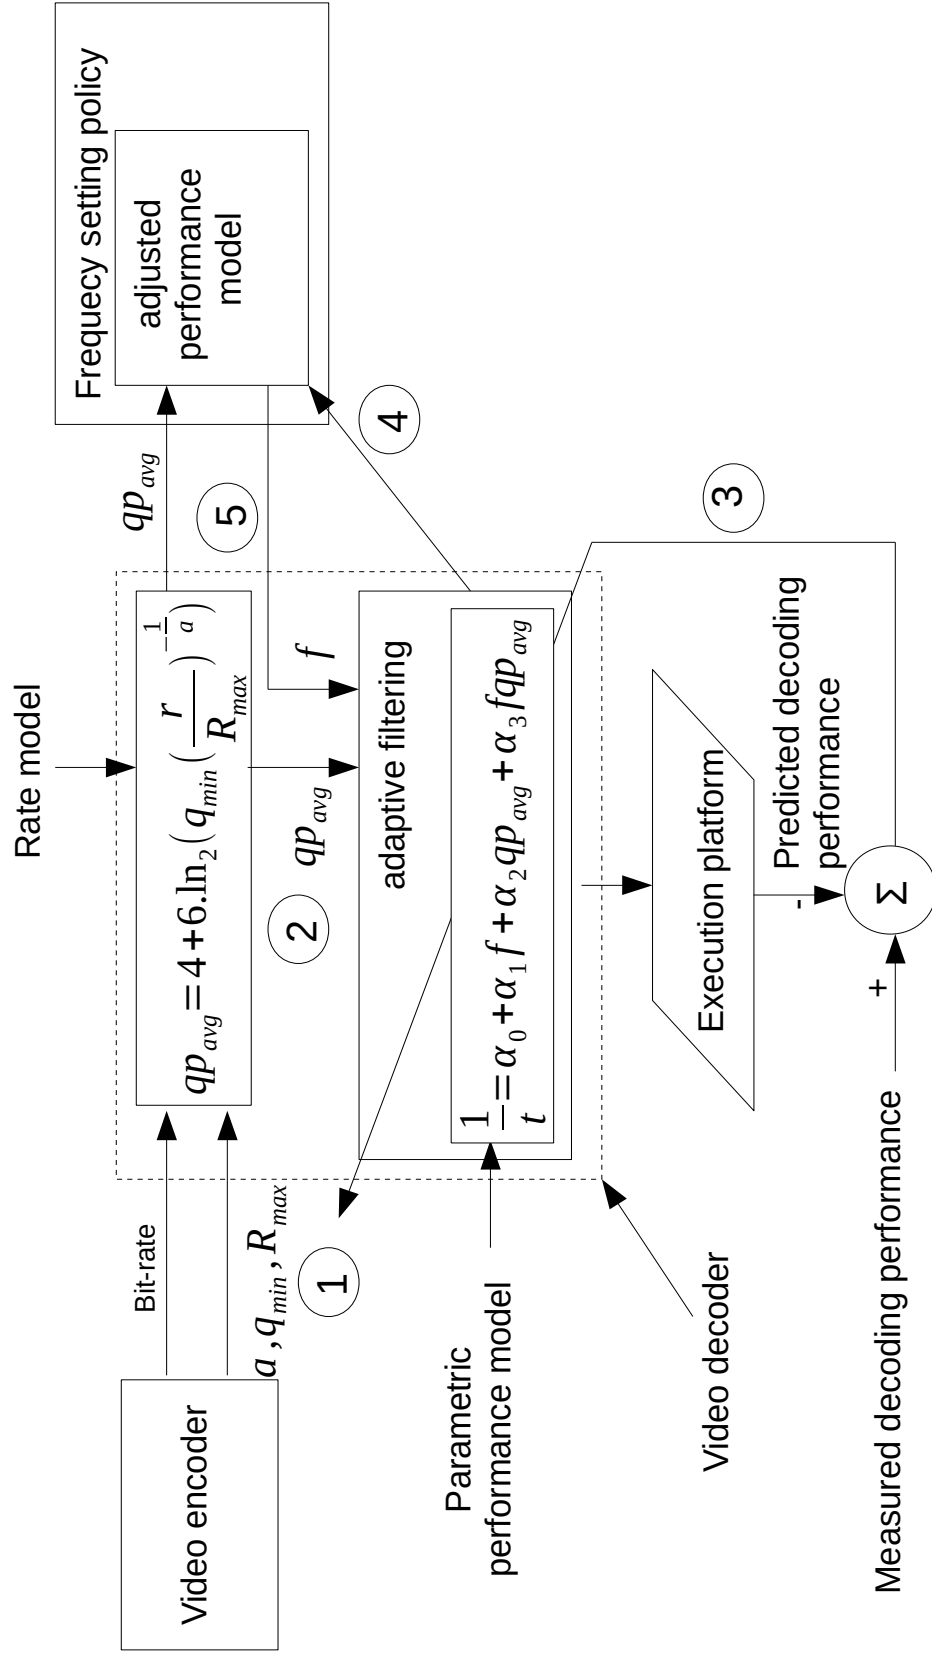 Rate model
Frequecy setting policy
Video encoder
Bit-rate
a ,q_min , R_max
qp_avg = 4+6.ln_2(q_min(r/R_max)^(-1/a))
qp_avg
adjusted
performance
model
1
2
qp_avg
f
5
4
adaptive filtering
Parametric
performance model
1/t = α_0+α_1 f + α_2 qp_avg + α_3 fqp_avg
3
Video decoder
Execution platform
Predicted decoding
performance
-
+
Σ
Measured decoding performance